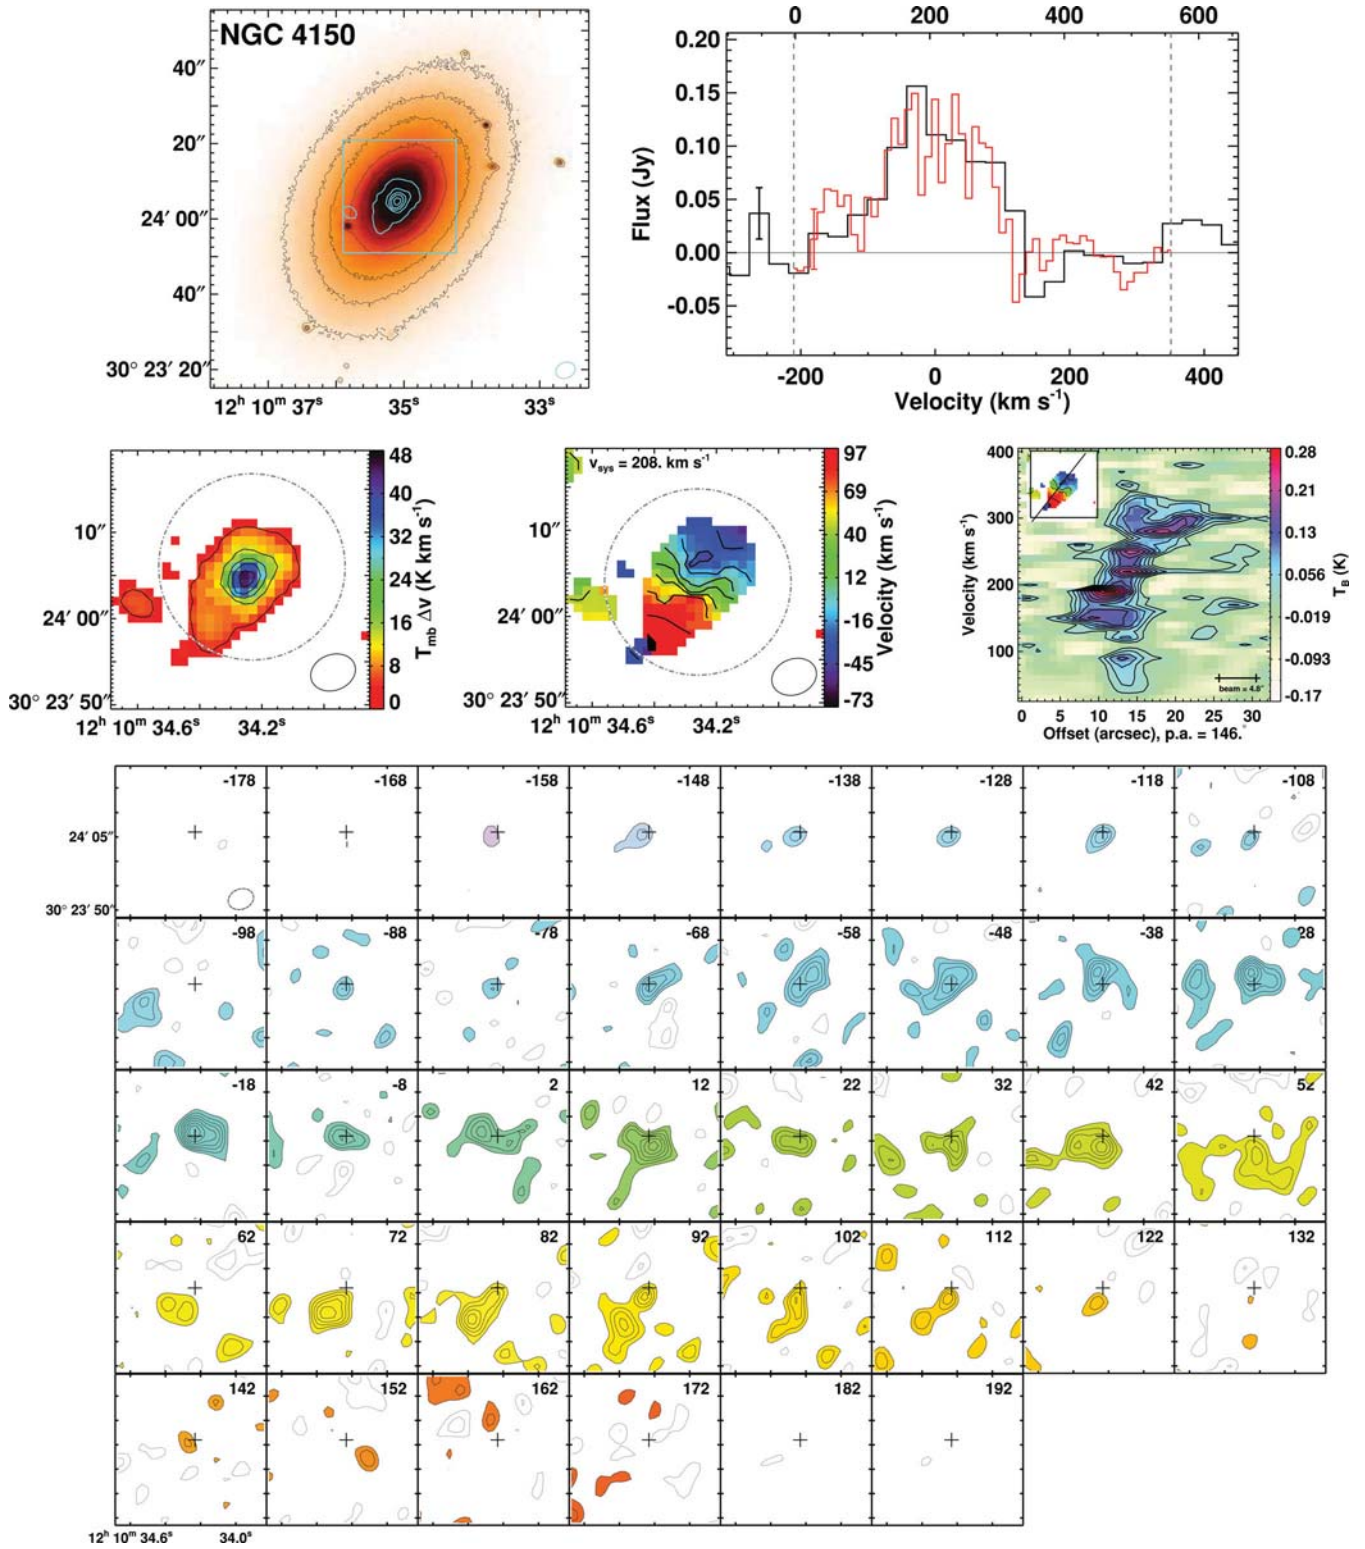 NGC 4150
40″
20″
24′ 00″
40″
30° 23′ 20″
12ʰ 10ᵐ 37ˢ 35ˢ 33ˢ
0 200 400 600
0.20
0.15
0.10
0.05
0.00
-0.05
Flux (Jy)
-200 0 200 400
Velocity (km s⁻¹)
10″
24′ 00″
30° 23′ 50″
12ʰ 10ᵐ 34.6ˢ 34.2ˢ
48
40
32
24
16
8
0
Tmb Δv (K km s⁻¹)
vsys = 208. km s⁻¹
10″
24′ 00″
30° 23′ 50″
12ʰ 10ᵐ 34.6ˢ 34.2ˢ
97
69
40
12
-16
-45
-73
Velocity (km s⁻¹)
400
300
200
100
Velocity (km s⁻¹)
beam = 4.8″
0 5 10 15 20 25 30
Offset (arcsec), p.a. = 146.°
0.28
0.21
0.13
0.056
-0.019
-0.093
-0.17
TB (K)
-178 -168 -158 -148 -138 -128 -118 -108
24′ 05″
30° 23′ 50″
-98 -88 -78 -68 -58 -48 -38 -28
-18 -8 2 12 22 32 42 52
62 72 82 92 102 112 122 132
142 152 162 172 182 192
12ʰ 10ᵐ 34.6ˢ 34.0ˢ